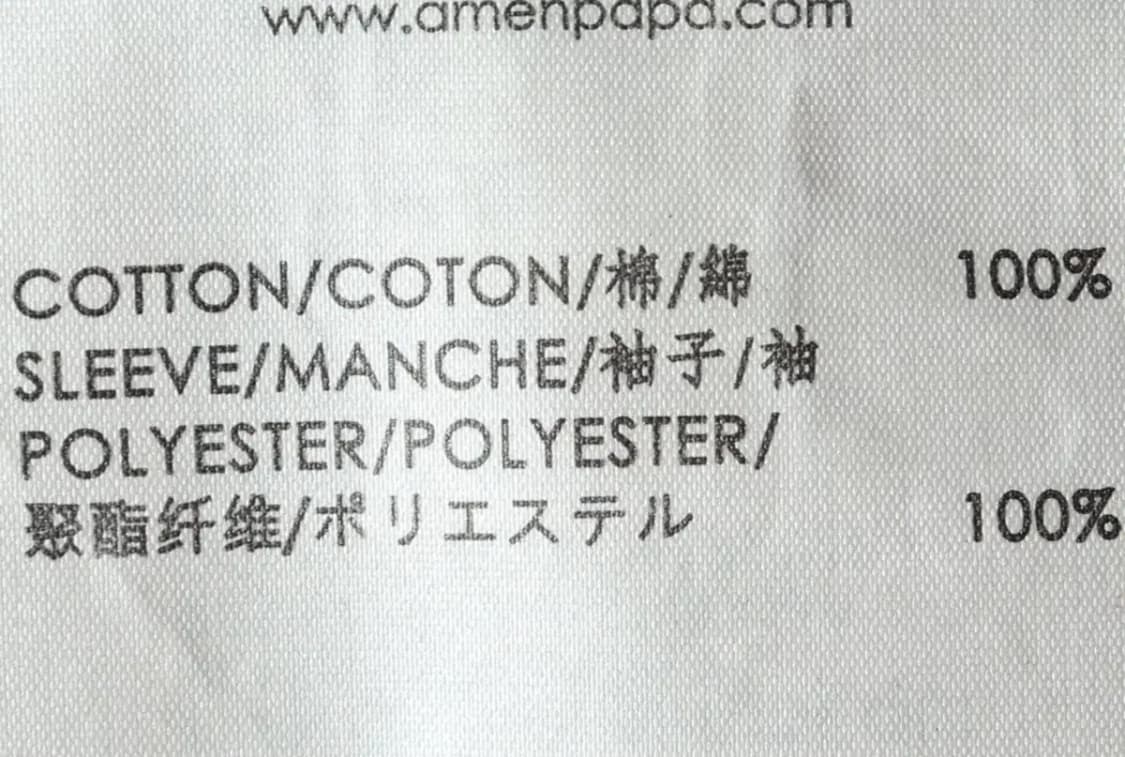 www.amenpapa.com
COTTON/COTON/棉/綿 100%
SLEEVE/MANCHE/袖子/袖
POLYESTER/POLYESTER/
聚酯纤维/ポリエステル 100%